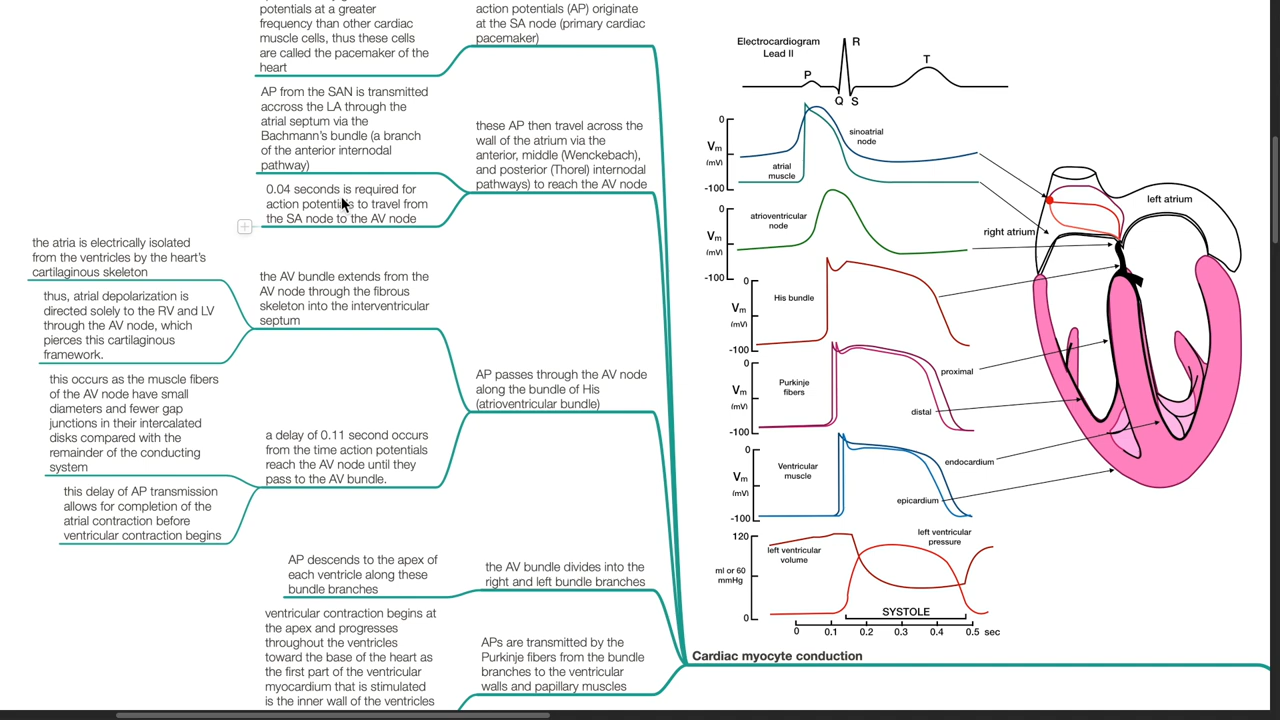 potentials at a greater
frequency than other cardiac
muscle cells, thus these cells
are called the pacemaker of the
heart
action potentials (AP) originate
at the SA node (primary cardiac
pacemaker)
AP from the SAN is transmitted
accross the LA through the
atrial septum via the
Bachmann's bundle (a branch
of the anterior internodal
pathway)
0.04 seconds is required for
action potentials to travel from
the SA node to the AV node
these AP then travel across the
wall of the atrium via the
anterior, middle (Wenckebach),
and posterior (Thorel) internodal
pathways) to reach the AV node
the atria is electrically isolated
from the ventricles by the heart's
cartilaginous skeleton
thus, atrial depolarization is
directed solely to the RV and LV
through the AV node, which
pierces this cartilaginous
framework.
the AV bundle extends from the
AV node through the fibrous
skeleton into the interventricular
septum
this occurs as the muscle fibers
of the AV node have small
diameters and fewer gap
junctions in their intercalated
disks compared with the
remainder of the conducting
system
this delay of AP transmission
allows for completion of the
atrial contraction before
ventricular contraction begins
a delay of 0.11 second occurs
from the time action potentials
reach the AV node until they
pass to the AV bundle.
AP passes through the AV node
along the bundle of His
(atrioventricular bundle)
AP descends to the apex of
each ventricle along these
bundle branches
the AV bundle divides into the
right and left bundle branches
ventricular contraction begins at
the apex and progresses
throughout the ventricles
toward the base of the heart as
the first part of the ventricular
myocardium that is stimulated
is the inner wall of the ventricles
APs are transmitted by the
Purkinje fibers from the bundle
branches to the ventricular
walls and papillary muscles
Cardiac myocyte conduction
Electrocardiogram
Lead II
P
Q
R
S
T
0
Vm
(mV)
-100
sinoatrial
node
atrial
muscle
0
Vm
(mV)
-100
atrioventricular
node
0
Vm
(mV)
-100
His bundle
0
Vm
(mV)
-100
Purkinje
fibers
proximal
distal
0
Vm
(mV)
-100
Ventricular
muscle
endocardium
epicardium
left atrium
right atrium
120
ml or 60
mmHg
0
left ventricular
volume
left ventricular
pressure
SYSTOLE
0 0.1 0.2 0.3 0.4 0.5 sec